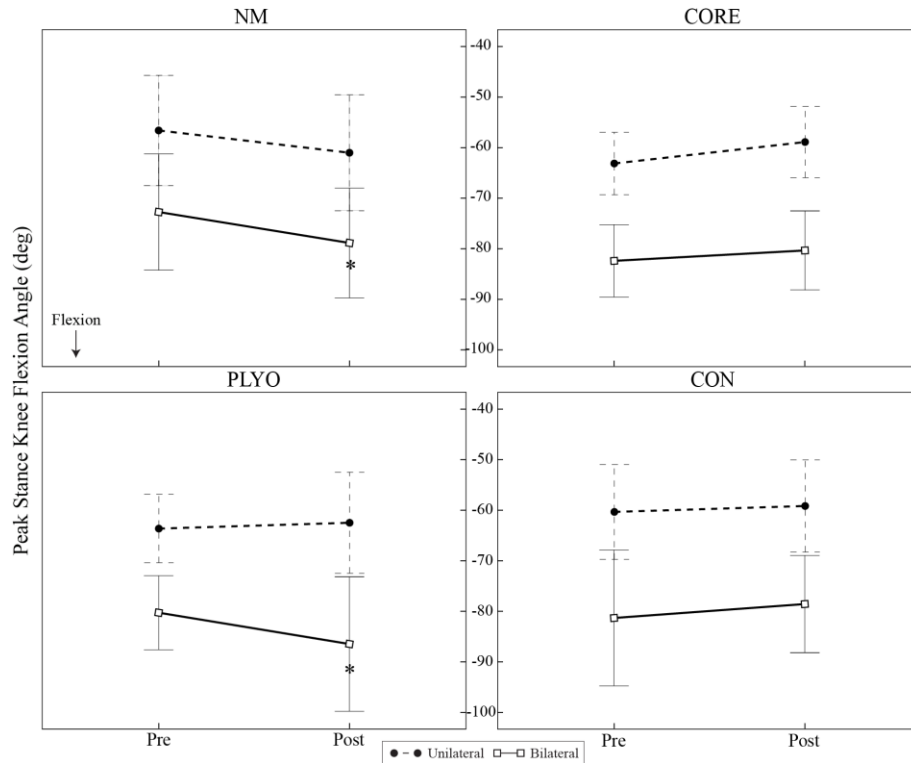 NM
CORE
Peak Stance Knee Flexion Angle (deg)
-40
-50
-60
-70
-80
-90
-100
Flexion
*
PLYO
CON
-40
-50
-60
-70
-80
-90
-100
*
Pre
Post
Pre
Post
Unilateral
Bilateral